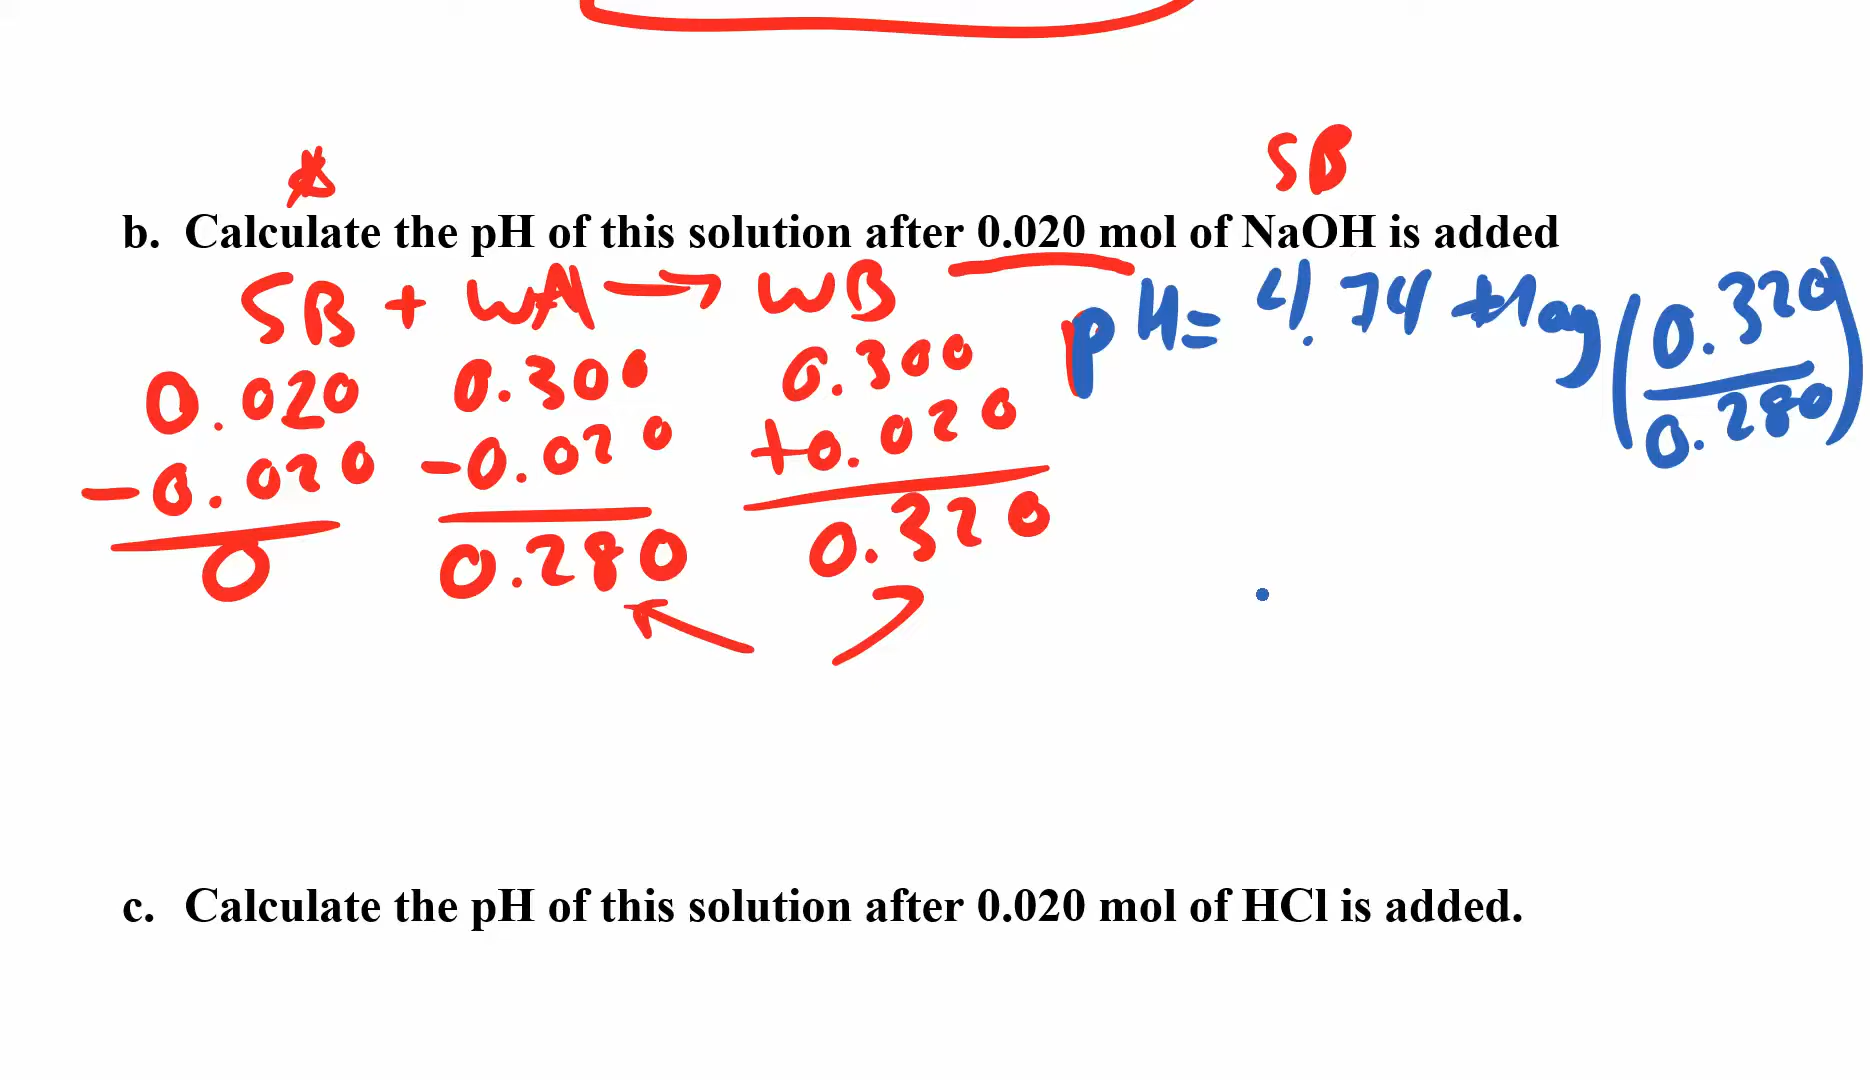 SB
b. Calculate the pH of this solution after 0.020 mol of NaOH is added
SB + WA → WB
0.020 0.300 0.300
-0.020 -0.020 +0.020
0 0.280 0.320
pH = 4.74 + log (0.320/0.280)
c. Calculate the pH of this solution after 0.020 mol of HCl is added.